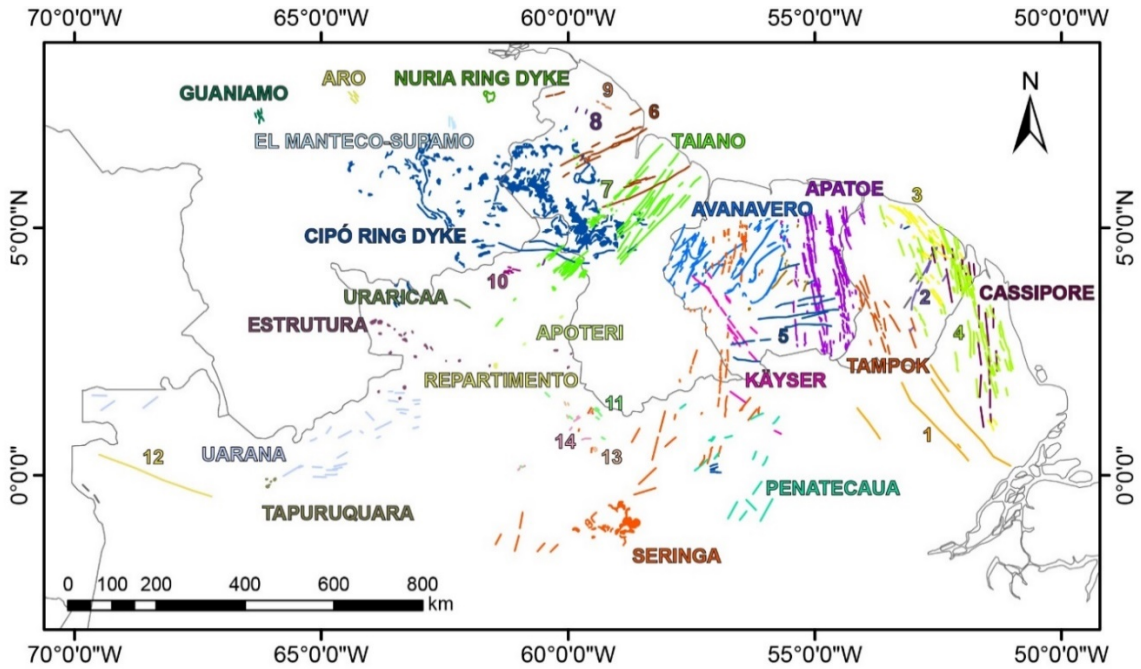 70°0'0"W 65°0'0"W 60°0'0"W 55°0'0"W 50°0'0"W
N
ARO NURIA RING DYKE
GUANIAMO
9
6
8
EL MANTECO-SUPAMO
TAIANO
7
APATOE
3
AVANAVERO
5°0'0"N
5°0'0"N
CIPÓ RING DYKE
10
2
CASSIPORE
URARICAA
ESTRUTURA
APOTERI
5
4
TAMPOK
REPARTIMENTO
KÄYSER
11
14
13
1
12
UARANA
0°0'0"
0°0'0"
PENATECAUA
TAPURUQUARA
SERINGA
0 100 200 400 600 800
km
70°0'0"W 65°0'0"W 60°0'0"W 55°0'0"W 50°0'0"W